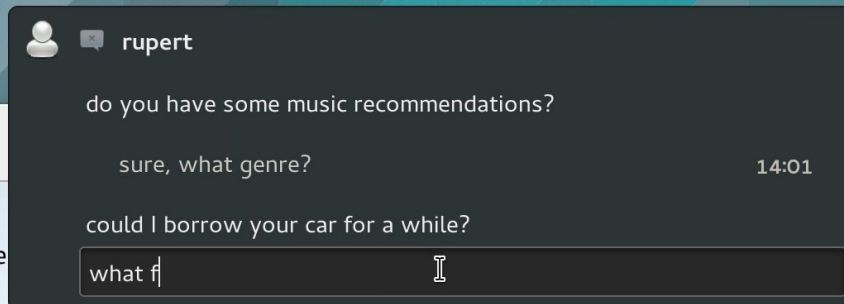 rupert
do you have some music recommendations?
sure, what genre?
14:01
could I borrow your car for a while?
e
what f